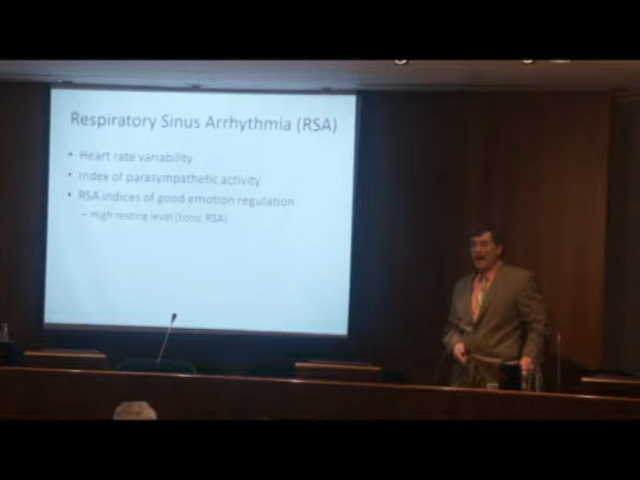 Respiratory Sinus Arrhythmia (RSA)
• Heart rate variability
• Index of parasympathetic activity
• RSA indices of good emotion regulation
– High resting level (tonic RSA)